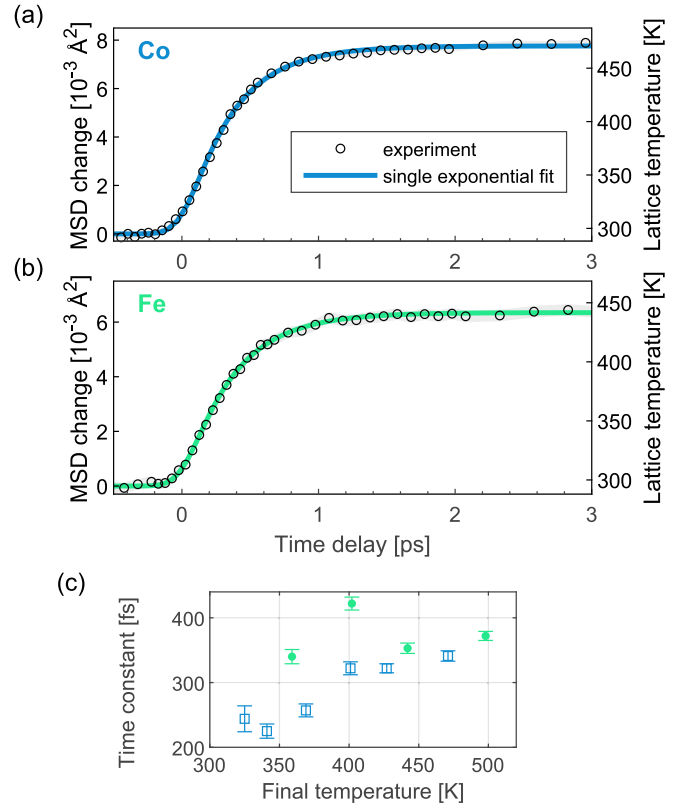 (a)
Co
MSD change [10⁻³ Å²]
8
6
4
2
0
Lattice temperature [K]
450
400
350
300
experiment
single exponential fit
0
1
2
3
(b)
Fe
MSD change [10⁻³ Å²]
6
4
2
0
Lattice temperature [K]
450
400
350
300
0
1
2
3
Time delay [ps]
(c)
Time constant [fs]
400
300
200
300
350
400
450
500
Final temperature [K]